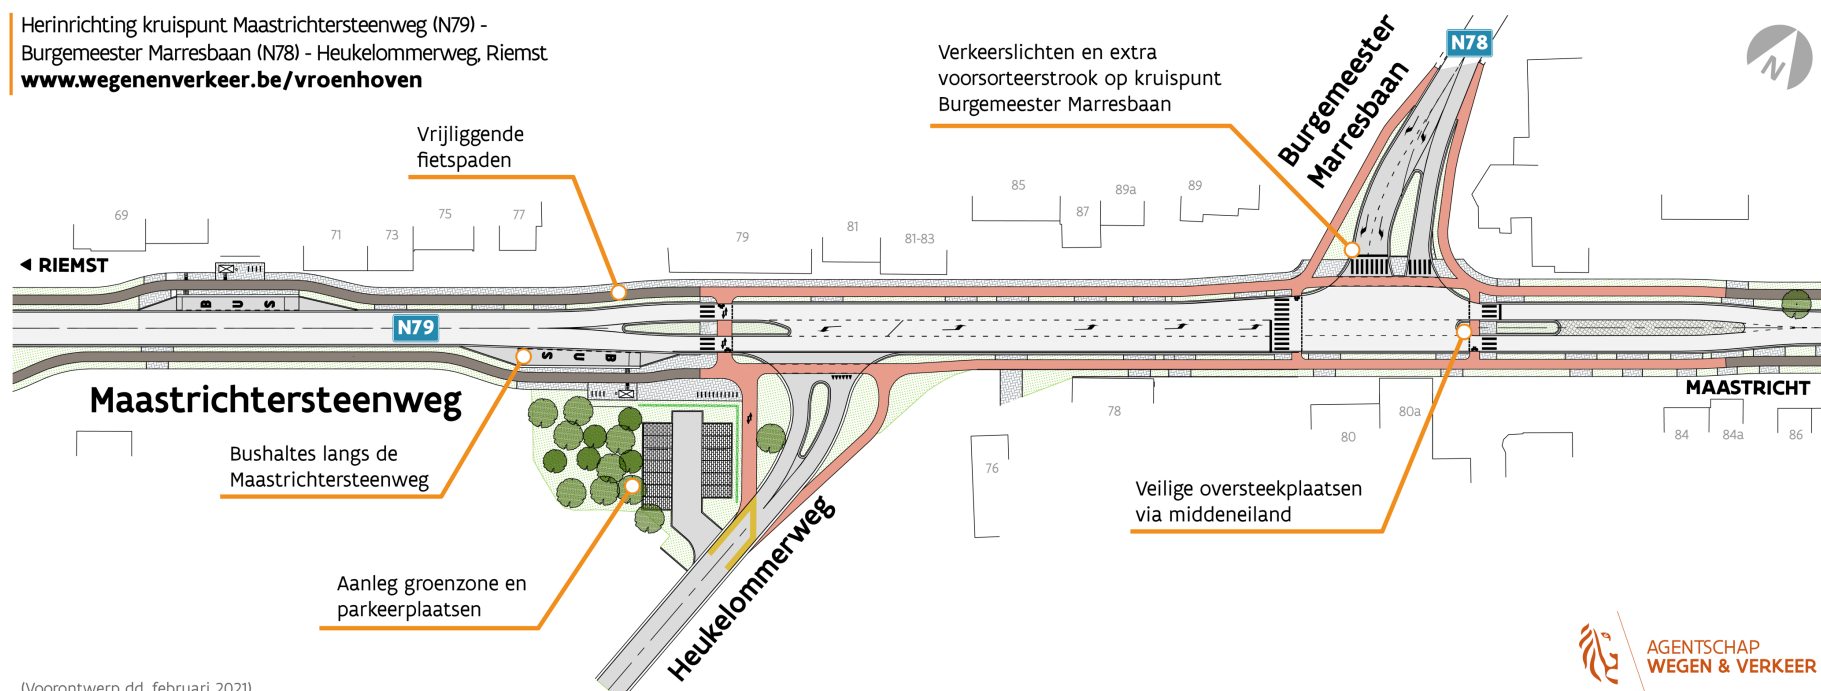 Herinrichting kruispunt Maastrichtersteenweg (N79) -
Burgemeester Marresbaan (N78) - Heukelommerweg, Riemst
www.wegenenverkeer.be/vroenhoven
Verkeerslichten en extra
voorsorteerstrook op kruispunt
Burgemeester Marresbaan
Burgemeester
Marresbaan
N78
N
Vrijliggende
fietspaden
69
71
73
75
77
79
81
81-83
85
87
89a
89
◄ RIEMST
BUS
N79
BUS
Maastrichtersteenweg
MAASTRICHT
76
78
80
80a
84
84a
86
Bushaltes langs de
Maastrichtersteenweg
Veilige oversteekplaatsen
via middeneiland
Aanleg groenzone en
parkeerplaatsen
Heukelommerweg
AGENTSCHAP
WEGEN & VERKEER
(Voorontwerp dd. februari 2021)